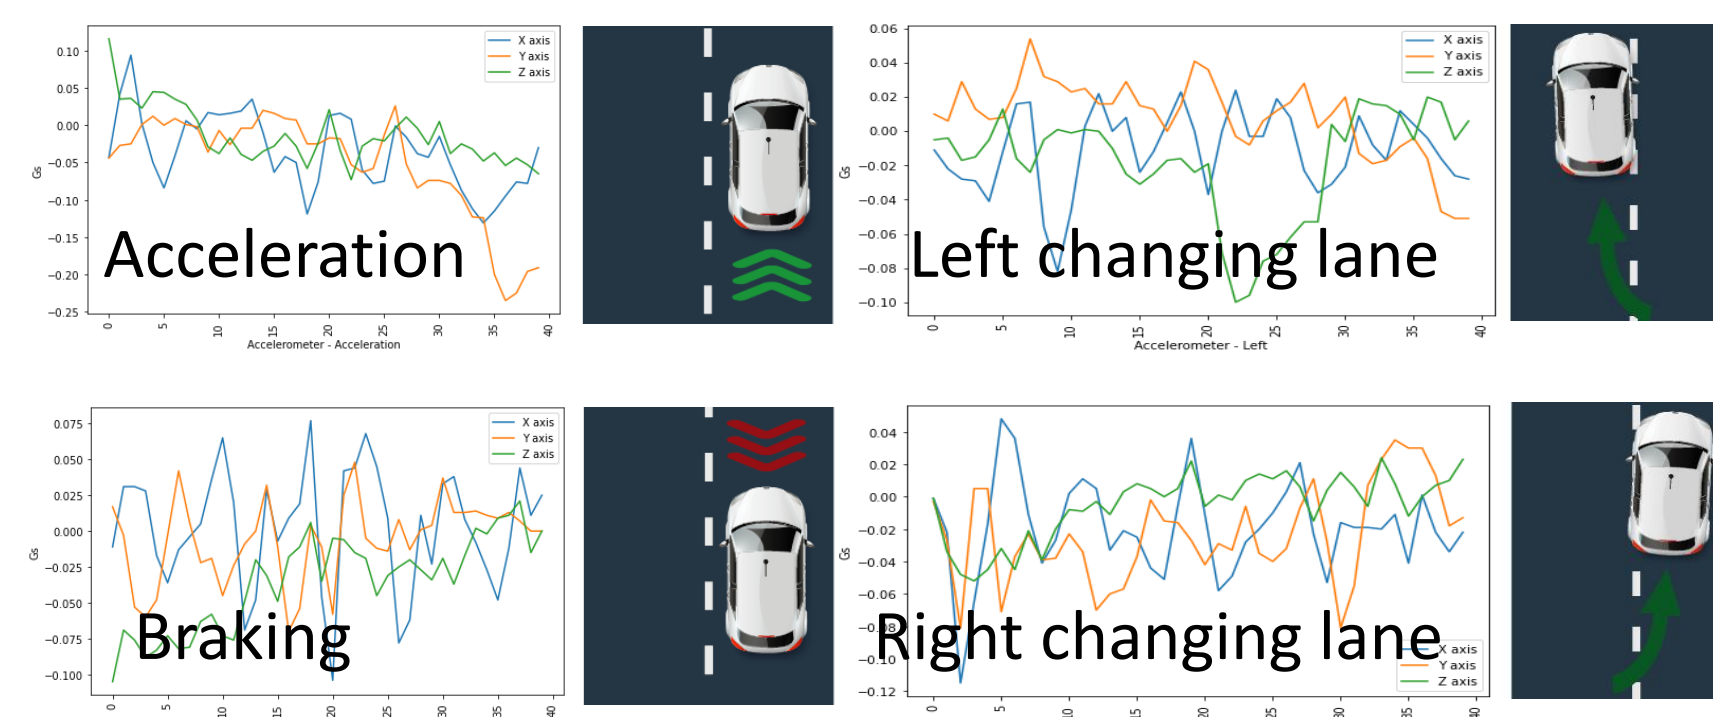 0.10
0.05
0.00
−0.05
−0.10
−0.15
−0.20
−0.25
Gs
X axis
Y axis
Z axis
Acceleration
0 5 10 15 20 25 30 35 40
Accelerometer - Acceleration
0.06
0.04
0.02
0.00
−0.02
−0.04
−0.06
−0.08
−0.10
Gs
X axis
Y axis
Z axis
Left changing lane
0 5 10 15 20 25 30 35 40
Accelerometer - Left
0.075
0.050
0.025
0.000
−0.025
−0.050
−0.075
−0.100
Gs
X axis
Y axis
Z axis
Braking
0 5 10 15 20 25 30 35 40
0.04
0.02
0.00
−0.02
−0.04
−0.06
−0.08
−0.10
−0.12
Gs
Right changing lane
X axis
Y axis
Z axis
0 5 10 15 20 25 30 35 40